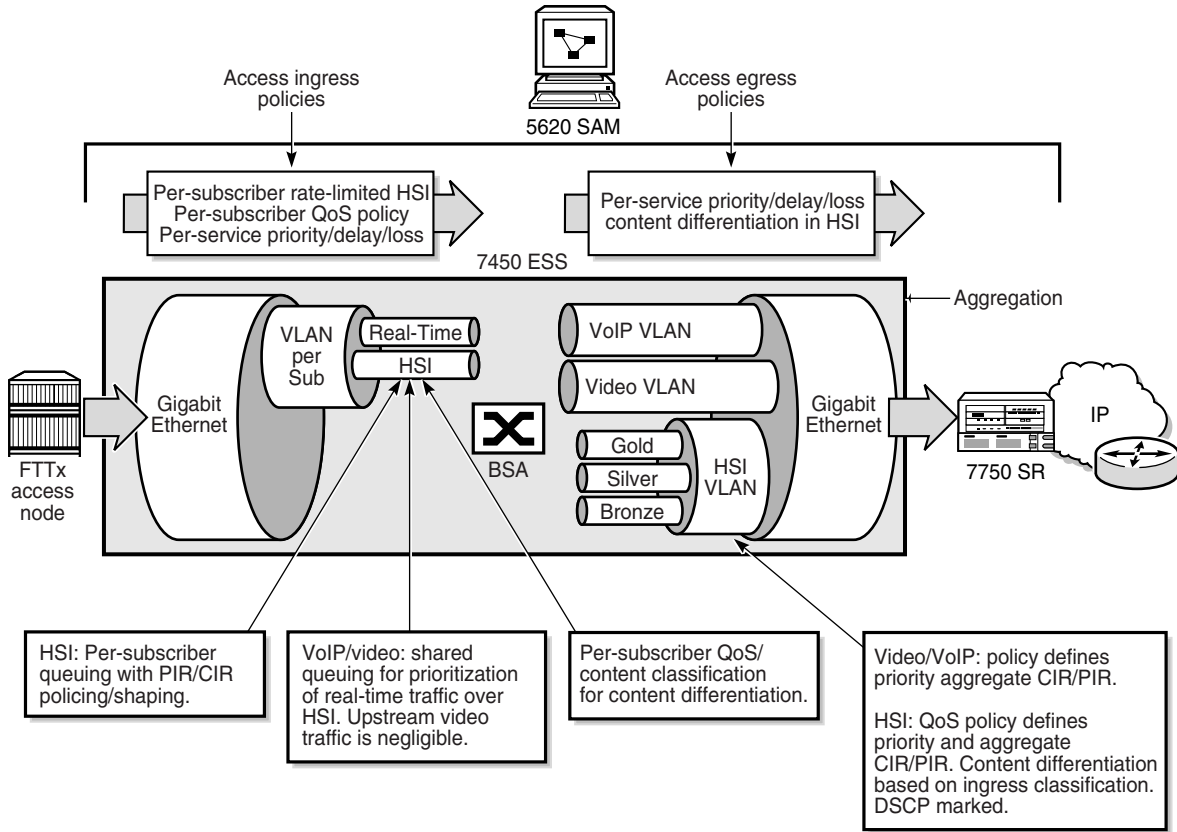 Access ingress
policies
5620 SAM
Access egress
policies
Per-subscriber rate-limited HSI
Per-subscriber QoS policy
Per-service priority/delay/loss
Per-service priority/delay/loss
content differentiation in HSI
7450 ESS
Aggregation
FTTx
access
node
Gigabit
Ethernet
VLAN
per
Sub
Real-Time
HSI
BSA
VoIP VLAN
Video VLAN
Gold
Silver
Bronze
HSI
VLAN
Gigabit
Ethernet
7750 SR
IP
HSI: Per-subscriber
queuing with PIR/CIR
policing/shaping.
VoIP/video: shared
queuing for prioritization
of real-time traffic over
HSI. Upstream video
traffic is negligible.
Per-subscriber QoS/
content classification
for content differentiation.
Video/VoIP: policy defines
priority aggregate CIR/PIR.
HSI: QoS policy defines
priority and aggregate
CIR/PIR. Content differentiation
based on ingress classification.
DSCP marked.